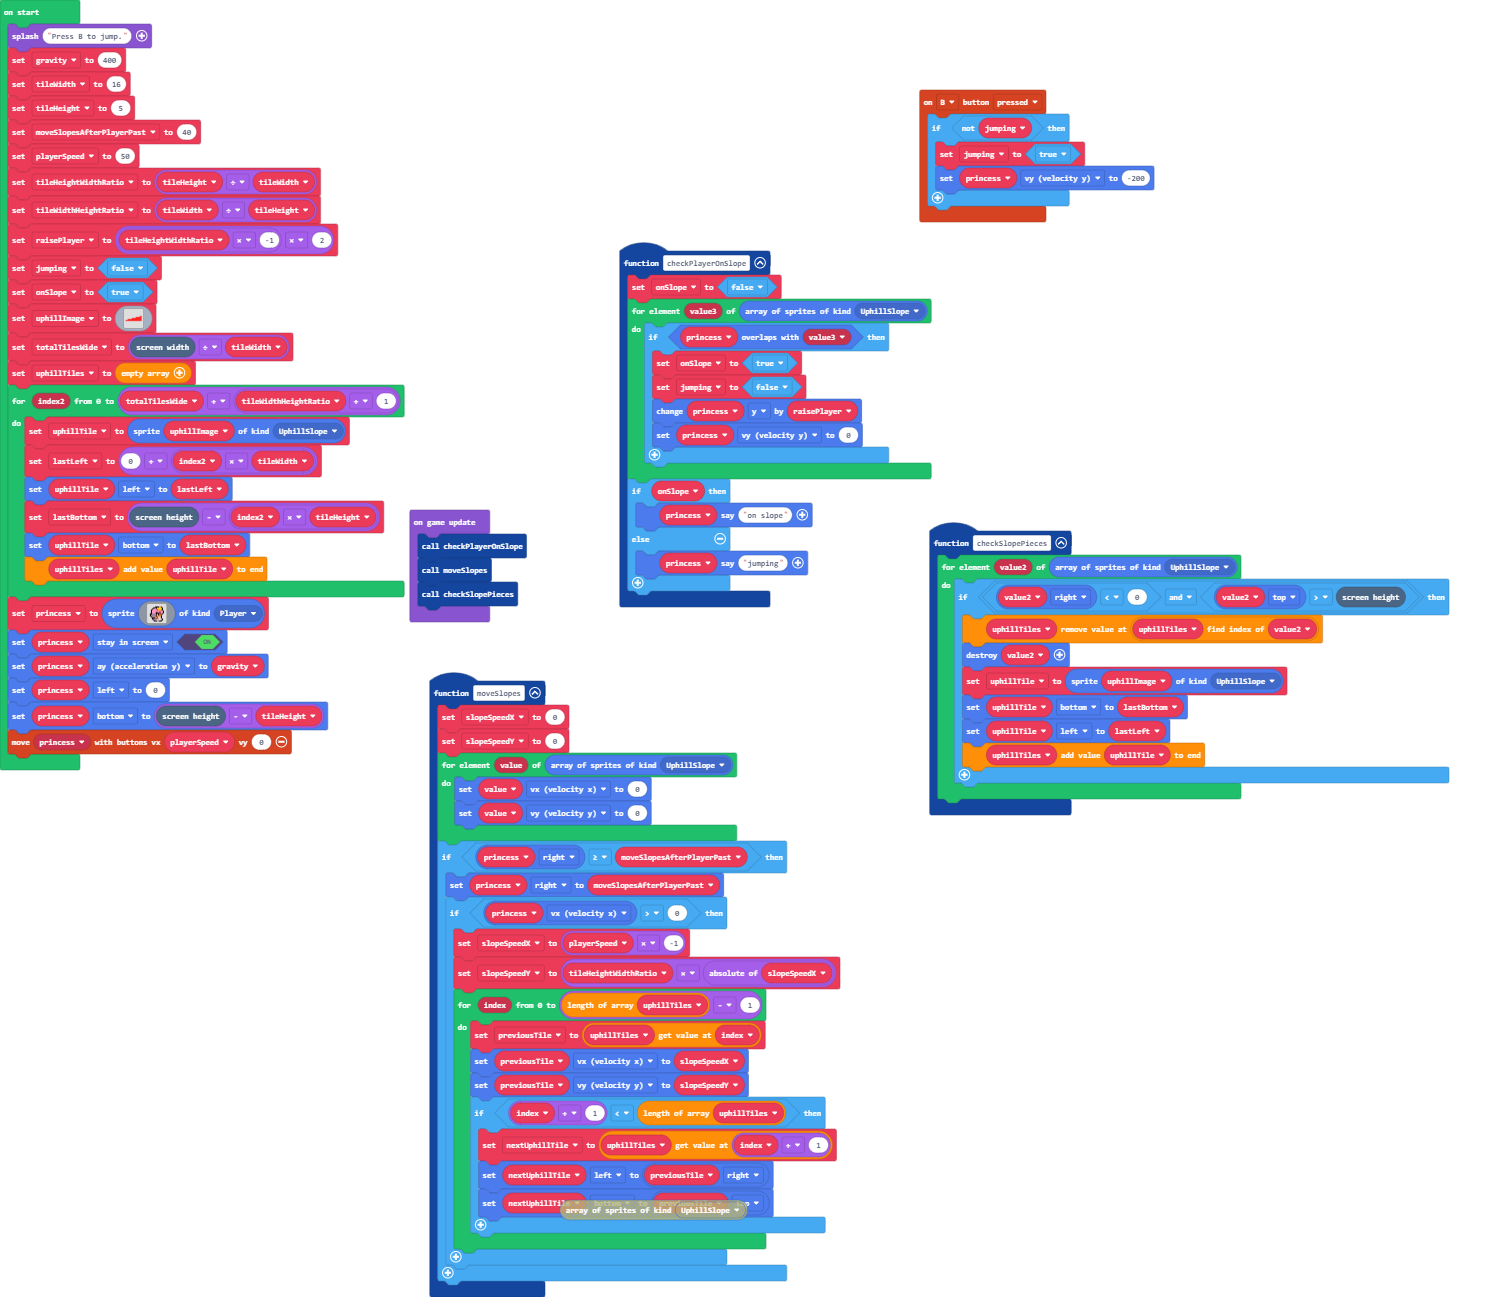 on start
splash "Press B to jump."
set gravity to 400
set tileWidth to 16
set tileHeight to 5
set moveSlopesAfterPlayerPast to 40
set playerSpeed to 50
set tileHeightWidthRatio to tileHeight ÷ tileWidth
set tileWidthHeightRatio to tileWidth ÷ tileHeight
set raisePlayer to tileHeightWidthRatio × -1 × 2
set jumping to false
set onSlope to true
set uphillImage to
set totalTilesWide to screen width ÷ tileWidth
set uphillTiles to empty array
for index2 from 0 to totalTilesWide ÷ tileWidthHeightRatio + 1
do
set uphillTile to sprite uphillImage of kind UphillSlope
set lastLeft to 0 + index2 × tileWidth
set uphillTile left to lastLeft
set lastBottom to screen height - index2 × tileHeight
set uphillTile bottom to lastBottom
uphillTiles add value uphillTile to end
set princess to sprite of kind Player
set princess stay in screen ON
set princess ay (acceleration y) to gravity
set princess left to 0
set princess bottom to screen height - tileHeight
move princess with buttons vx playerSpeed vy 0
on game update
call checkPlayerOnSlope
call moveSlopes
call checkSlopePieces
function checkPlayerOnSlope
set onSlope to false
for element value3 of array of sprites of kind UphillSlope
do
if princess overlaps with value3 then
set onSlope to true
set jumping to false
change princess y by raisePlayer
set princess vy (velocity y) to 0
if onSlope then
princess say "on slope"
else
princess say "jumping"
function moveSlopes
set slopeSpeedX to 0
set slopeSpeedY to 0
for element value of array of sprites of kind UphillSlope
do
set value vx (velocity x) to 0
set value vy (velocity y) to 0
if princess right ≥ moveSlopesAfterPlayerPast then
set princess right to moveSlopesAfterPlayerPast
if princess vx (velocity x) > 0 then
set slopeSpeedX to playerSpeed × -1
set slopeSpeedY to tileHeightWidthRatio × absolute of slopeSpeedX
for index from 0 to length of array uphillTiles - 1
do
set previousTile to uphillTiles get value at index
set previousTile vx (velocity x) to slopeSpeedX
set previousTile vy (velocity y) to slopeSpeedY
if index + 1 < length of array uphillTiles then
set nextUphillTile to uphillTiles get value at index + 1
set nextUphillTile left to previousTile right
set
array of sprites of kind UphillSlope
on B button pressed
if not jumping then
set jumping to true
set princess vy (velocity y) to -200
function checkSlopePieces
for element value2 of array of sprites of kind UphillSlope
do
if value2 right < 0 and value2 top > screen height then
uphillTiles remove value at uphillTiles find index of value2
destroy value2
set uphillTile to sprite uphillImage of kind UphillSlope
set uphillTile bottom to lastBottom
set uphillTile left to lastLeft
uphillTiles add value uphillTile to end